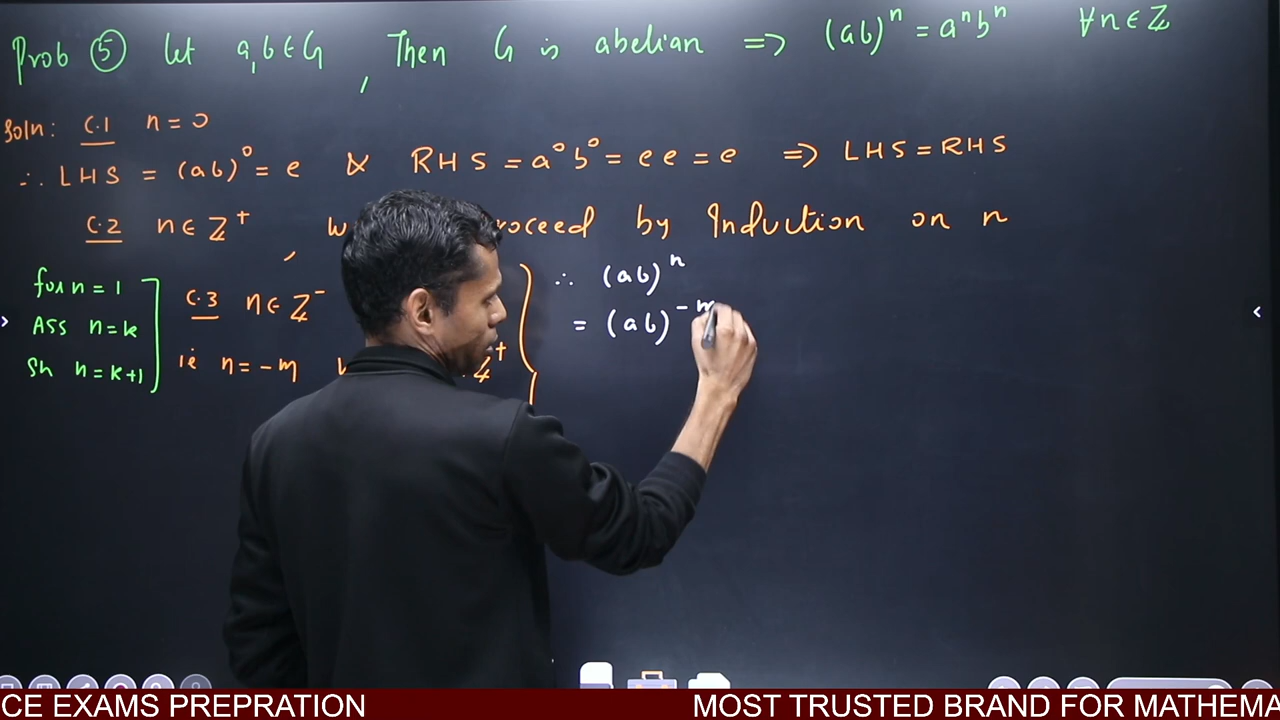 Prob ⑤ Let a,b∈G, Then G is abelian => (ab)ⁿ = aⁿbⁿ ∀n∈Z
Soln: C.1 n=0
∴ LHS = (ab)⁰ = e & RHS = a⁰b⁰ = ee = e => LHS=RHS
C.2 n∈Z⁺, by Induction on n
for n=1
Ass n=k
Sh n=k+1
C.3 n∈Z⁻
ie n=-m
∴ (ab)ⁿ
= (ab)
CE EXAMS PREPRATION
MOST TRUSTED BRAND FOR MATHEMA